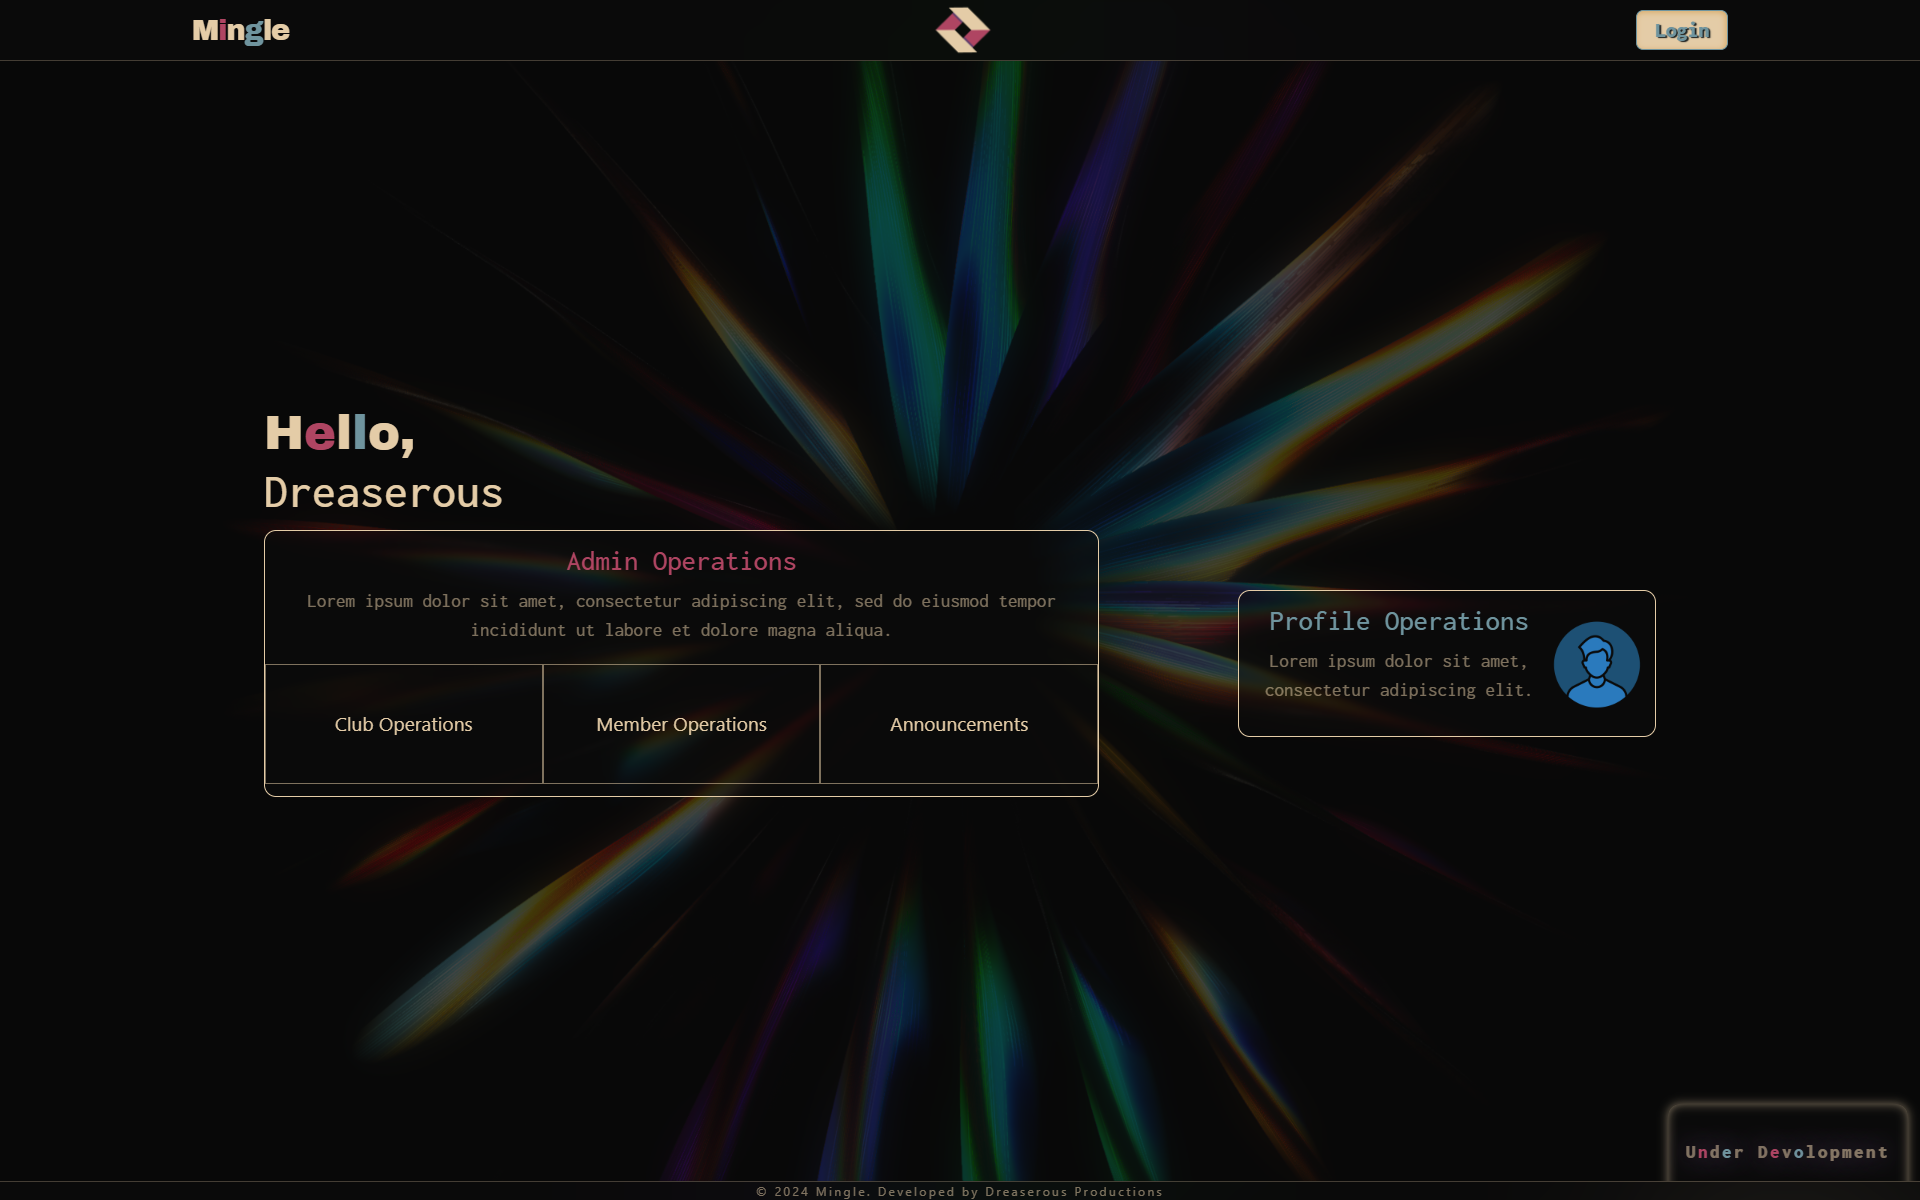 Mingle
Login
Hello,
Dreaserous
Admin Operations
Lorem ipsum dolor sit amet, consectetur adipiscing elit, sed do eiusmod tempor
incididunt ut labore et dolore magna aliqua.
Club Operations
Member Operations
Announcements
Profile Operations
Lorem ipsum dolor sit amet,
consectetur adipiscing elit.
Under Devolopment
© 2024 Mingle. Developed by Dreaserous Productions